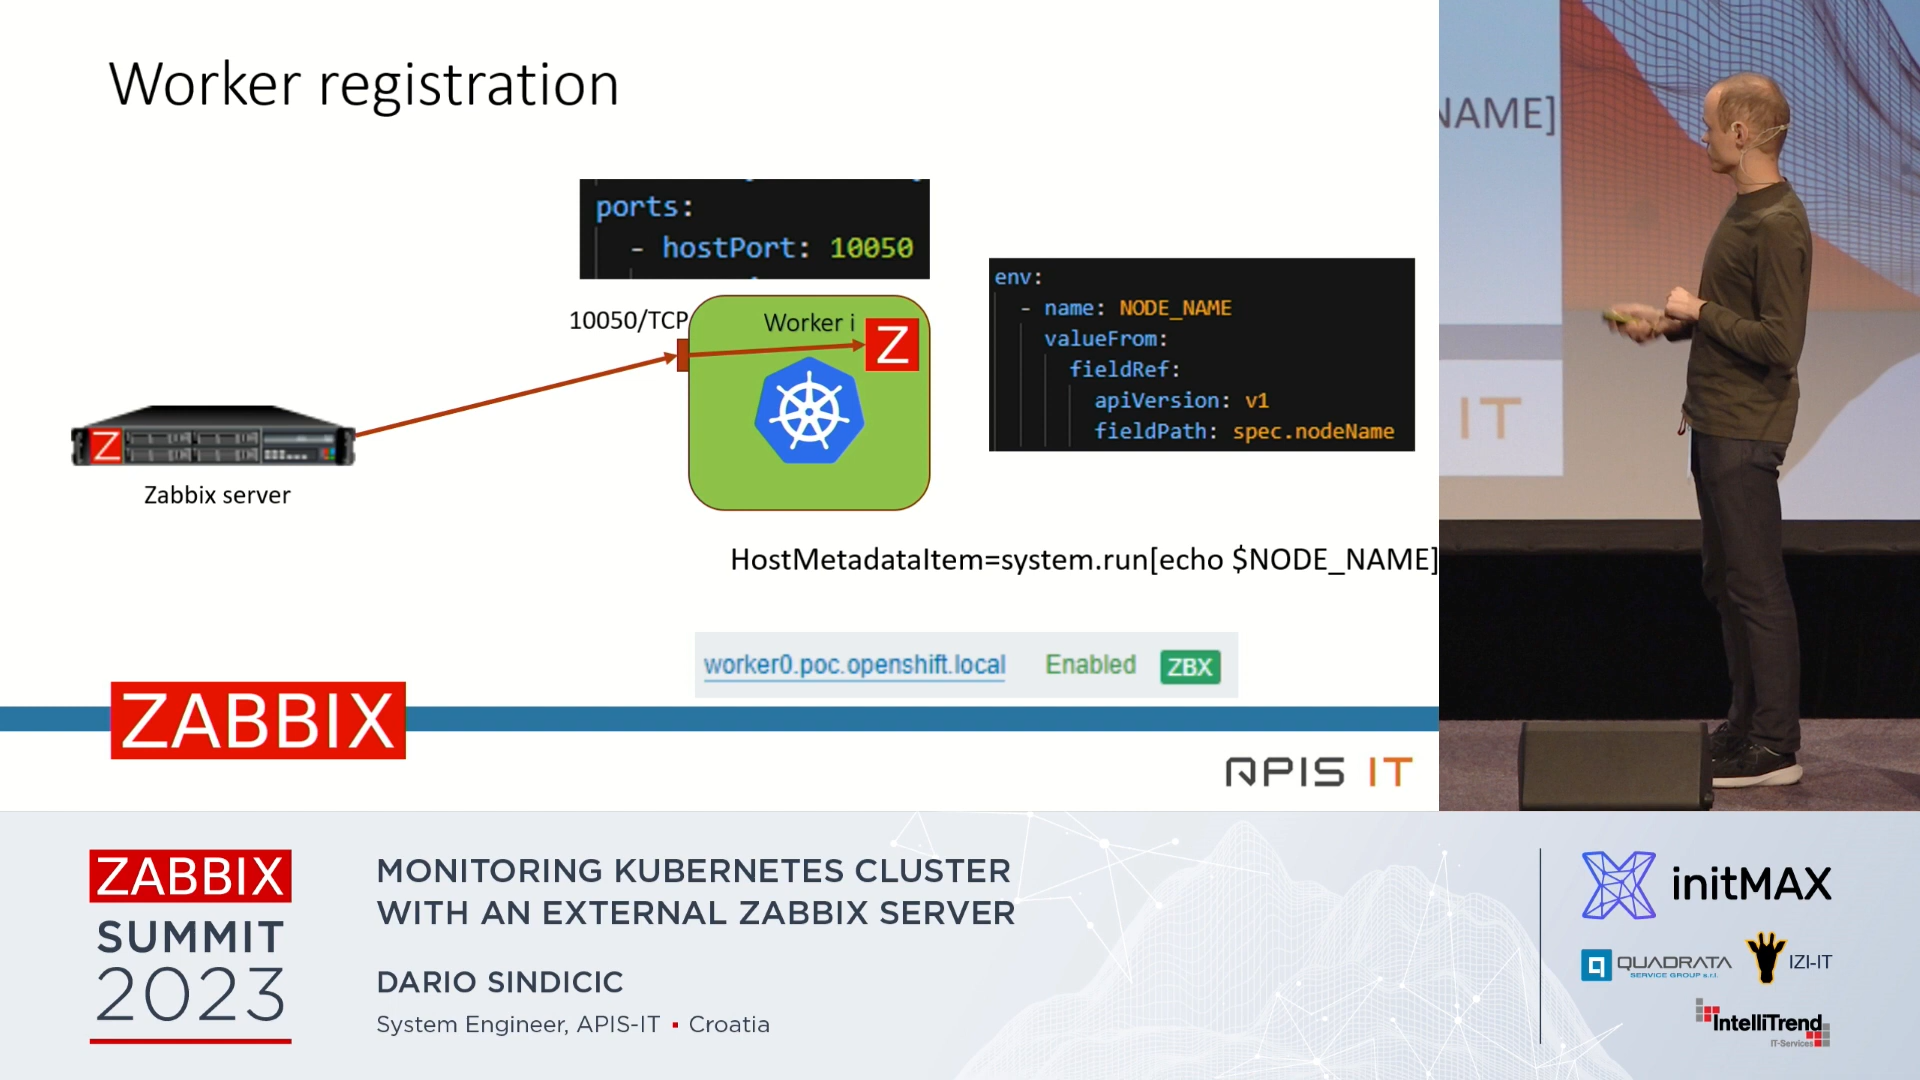 Worker registration
ports:
- hostPort: 10050
10050/TCP
Worker i
Z
env:
- name: NODE_NAME
valueFrom:
fieldRef:
apiVersion: v1
fieldPath: spec.nodeName
Z
Zabbix server
HostMetadataItem=system.run[echo $NODE_NAME]
worker0.poc.openshift.local Enabled ZBX
ZABBIX
APIS IT
NAME]
IT
ZABBIX
SUMMIT
2023
MONITORING KUBERNETES CLUSTER
WITH AN EXTERNAL ZABBIX SERVER
DARIO SINDICIC
System Engineer, APIS-IT ▪ Croatia
initMAX
q QUADRATA
SERVICE GROUP s.r.l.
IZI-IT
IntelliTrend
IT-Services